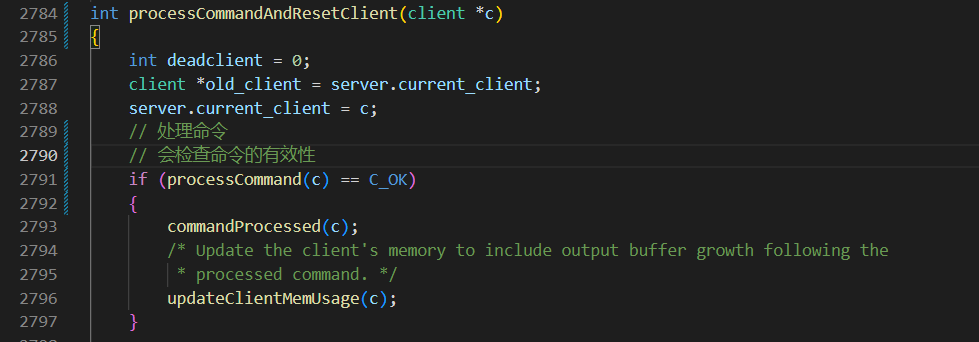 2784 int processCommandAndResetClient(client *c)
2785 {
2786 int deadclient = 0;
2787 client *old_client = server.current_client;
2788 server.current_client = c;
2789 // 处理命令
2790 // 会检查命令的有效性
2791 if (processCommand(c) == C_OK)
2792 {
2793 commandProcessed(c);
2794 /* Update the client's memory to include output buffer growth following the
2795 * processed command. */
2796 updateClientMemUsage(c);
2797 }